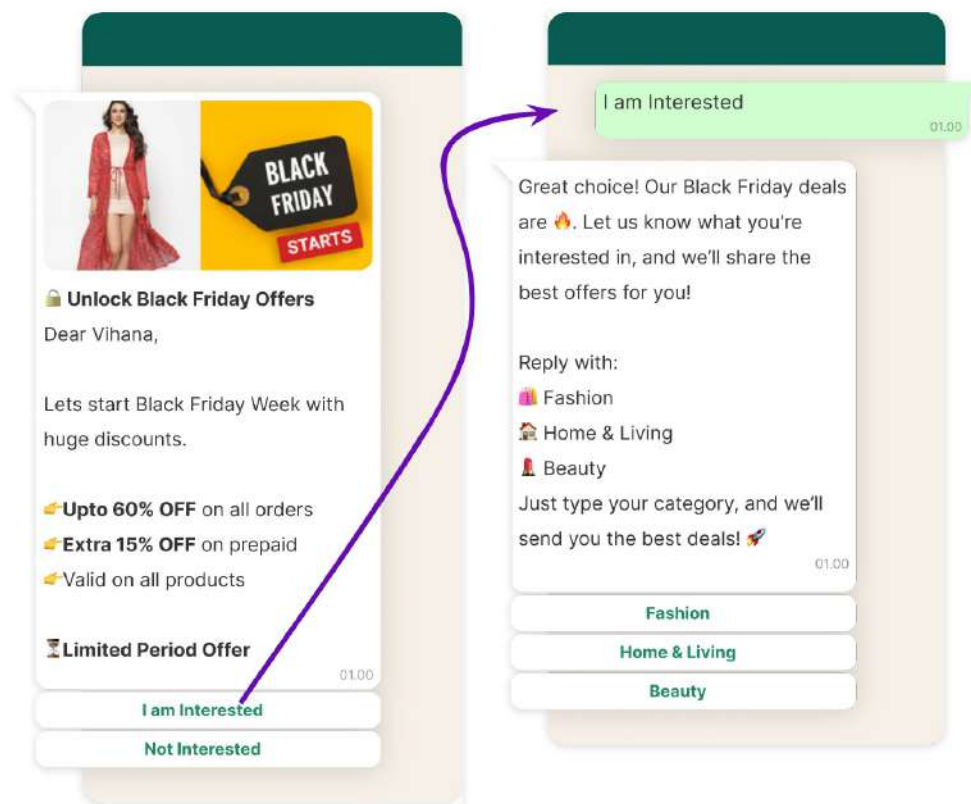 BLACK
FRIDAY
STARTS
🔒 Unlock Black Friday Offers
Dear Vihana,
Lets start Black Friday Week with
huge discounts.
👉Upto 60% OFF on all orders
👉Extra 15% OFF on prepaid
👉Valid on all products
⏳Limited Period Offer
01.00
I am Interested
Not Interested
I am Interested
01.00
Great choice! Our Black Friday deals
are 🔥. Let us know what you're
interested in, and we'll share the
best offers for you!
Reply with:
🛍️ Fashion
🏠 Home & Living
💄 Beauty
Just type your category, and we'll
send you the best deals! 🚀
01.00
Fashion
Home & Living
Beauty